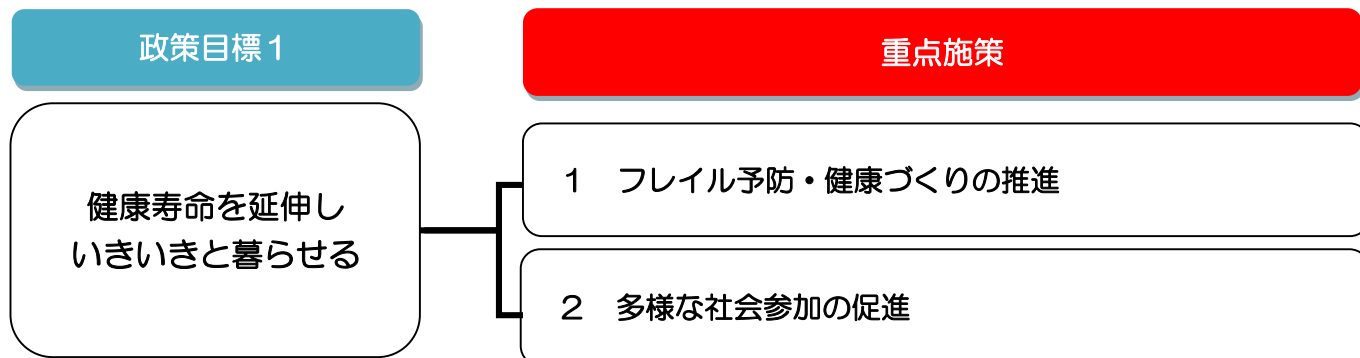 政策目標１
重点施策
健康寿命を延伸し
いきいきと暮らせる
１　フレイル予防・健康づくりの推進
２　多様な社会参加の促進